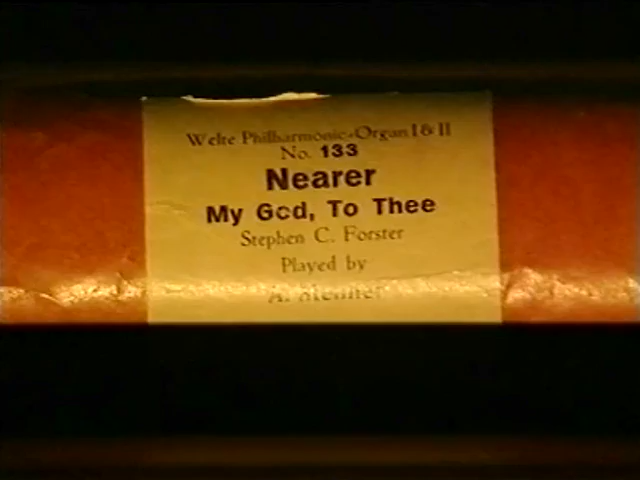 Welte Philharmonic-Organ I & II
No. 133
Nearer
My God, To Thee
Stephen C. Forster
Played by
A.